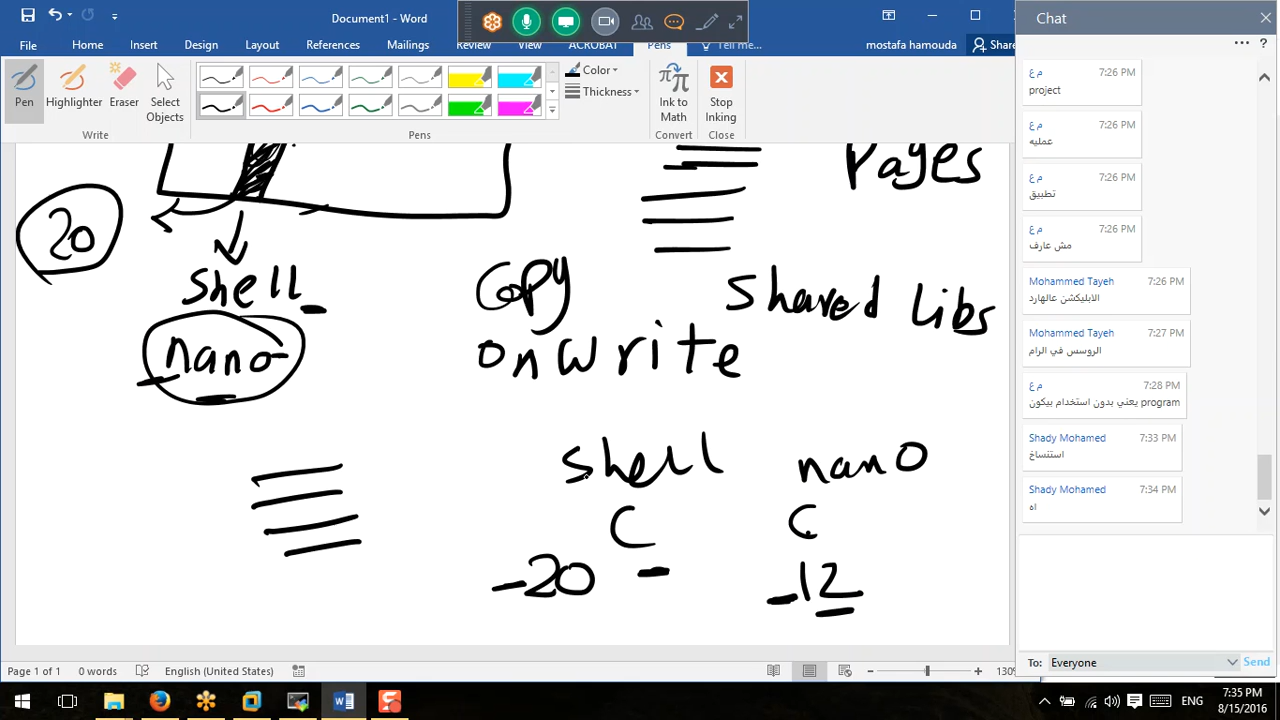 Document1 - Word
mostafa hamouda
Share
File
Home
Insert
Design
Layout
References
Mailings
Review
View
ACROBAT
Pens
Tell me...
Pen
Highlighter
Eraser
Select Objects
Color
Thickness
Ink to Math
Stop Inking
Write
Pens
Convert
Close
Pages
20
Shell
Copy
Shared Libs
nano
on write
shell nano
C C
-20 -12
Page 1 of 1
0 words
English (United States)
130%
Chat
م ع 7:26 PM
project
م ع 7:26 PM
عمليه
م ع 7:26 PM
تطبيق
م ع 7:26 PM
مش عارف
Mohammed Tayeh 7:26 PM
الابليكشن عالهارد
Mohammed Tayeh 7:27 PM
الروسس في الرام
م ع 7:28 PM
program يعني بدون استخدام بيكون
Shady Mohamed 7:33 PM
استنساخ
Shady Mohamed 7:34 PM
اه
To:
Everyone
Send
ENG
7:35 PM
8/15/2016